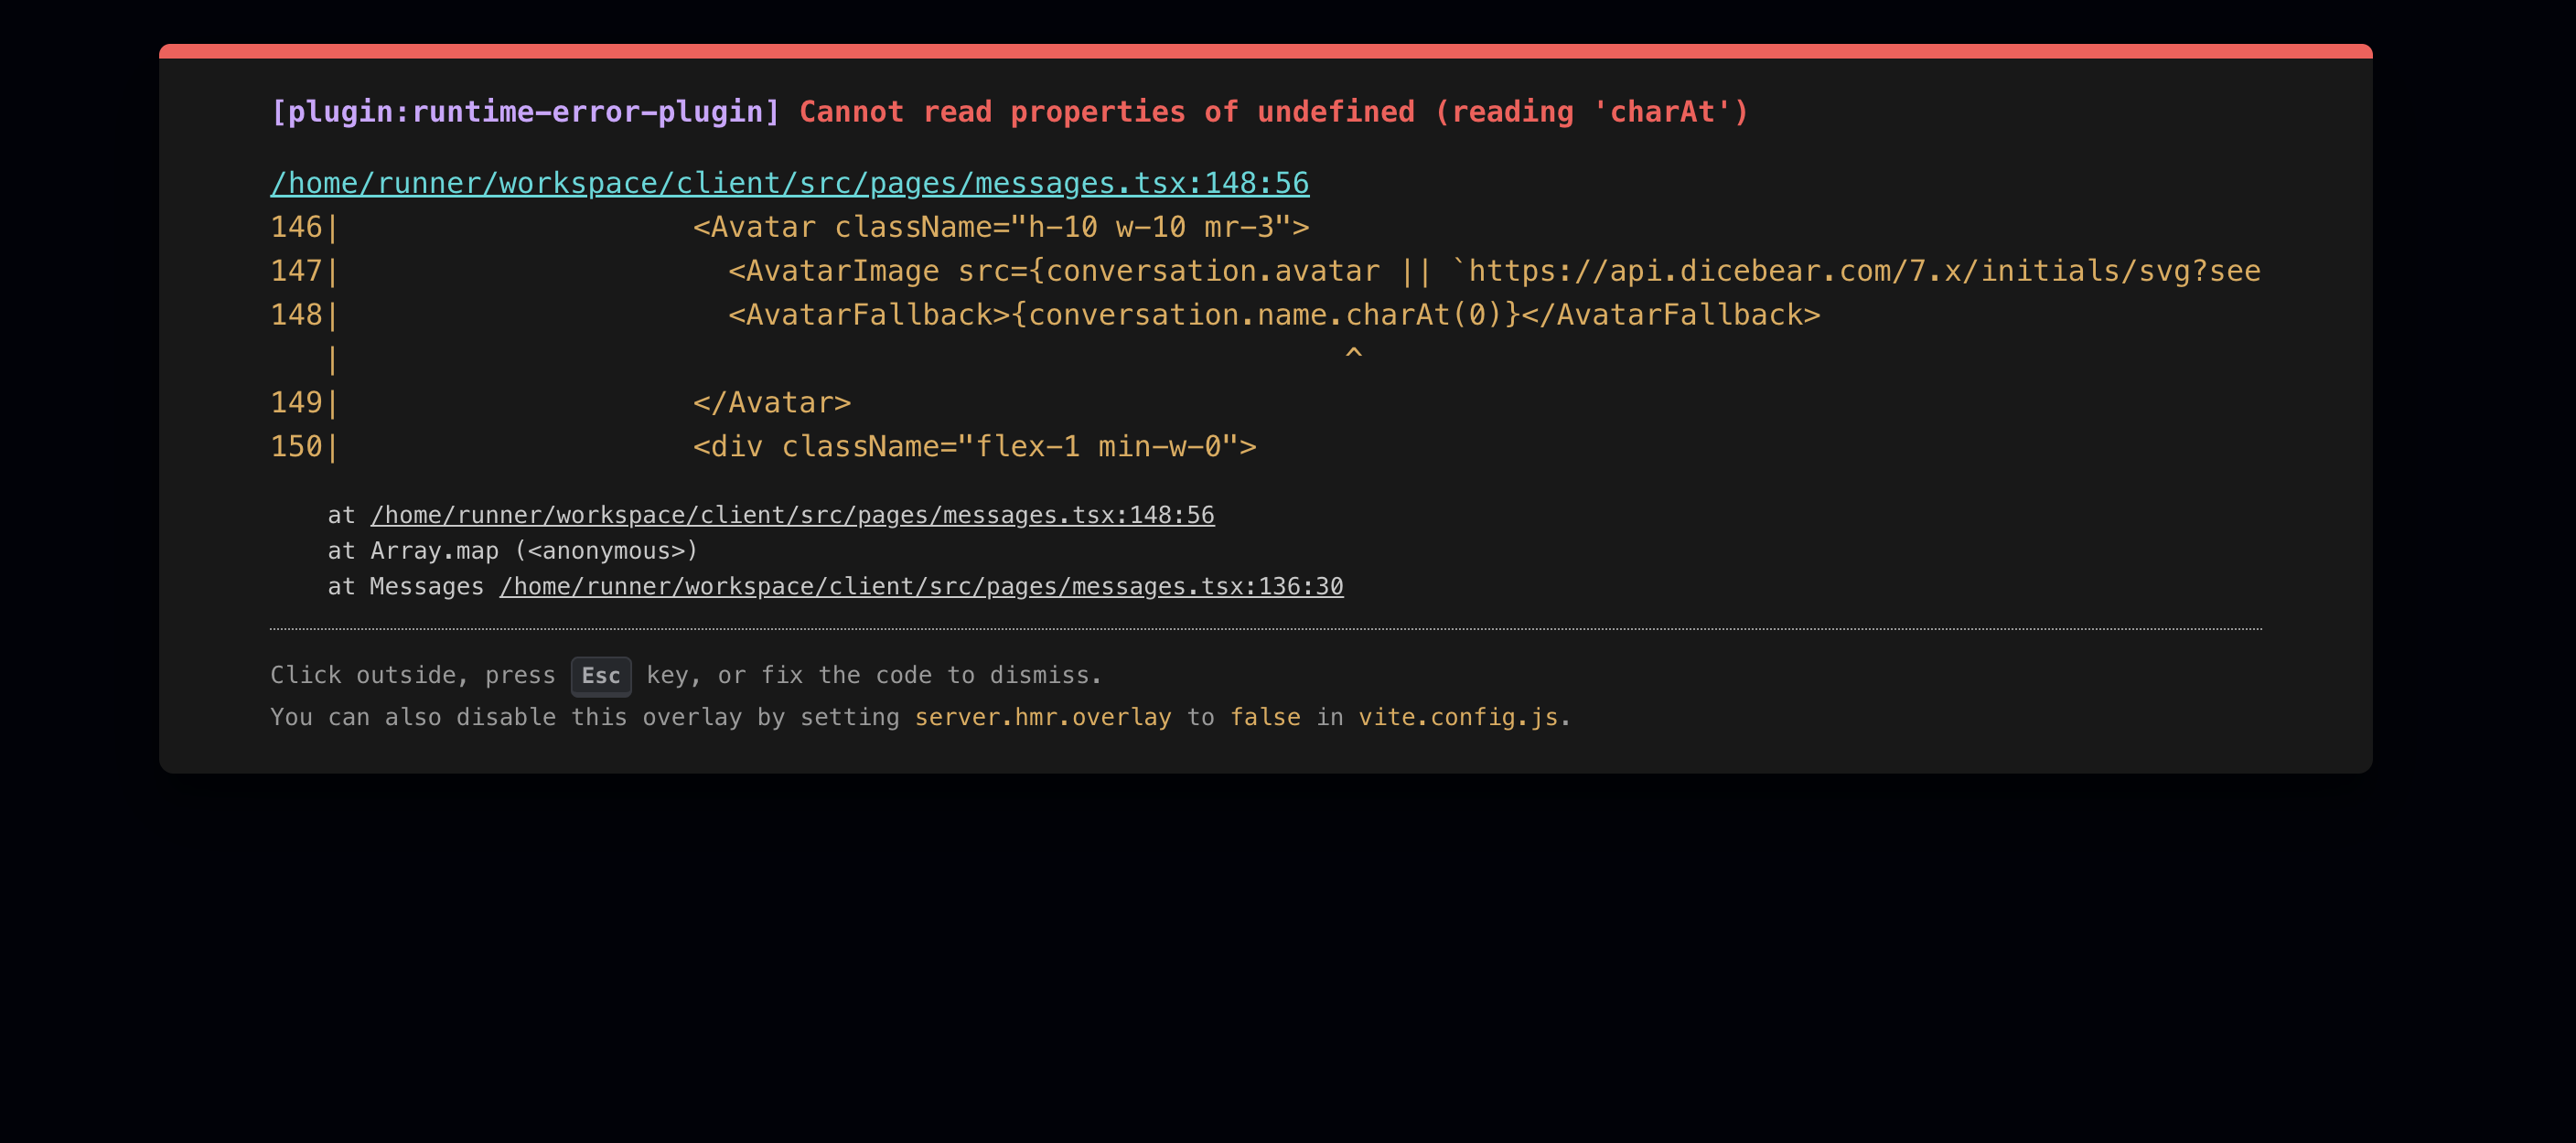 [plugin:runtime-error-plugin] Cannot read properties of undefined (reading 'charAt')
/home/runner/workspace/client/src/pages/messages.tsx:148:56
146|                    <Avatar className="h-10 w-10 mr-3">
147|                      <AvatarImage src={conversation.avatar || `https://api.dicebear.com/7.x/initials/svg?see
148|                      <AvatarFallback>{conversation.name.charAt(0)}</AvatarFallback>
   |                                                         ^
149|                    </Avatar>
150|                    <div className="flex-1 min-w-0">
    at /home/runner/workspace/client/src/pages/messages.tsx:148:56
    at Array.map (<anonymous>)
    at Messages /home/runner/workspace/client/src/pages/messages.tsx:136:30
Click outside, press Esc key, or fix the code to dismiss.
You can also disable this overlay by setting server.hmr.overlay to false in vite.config.js.